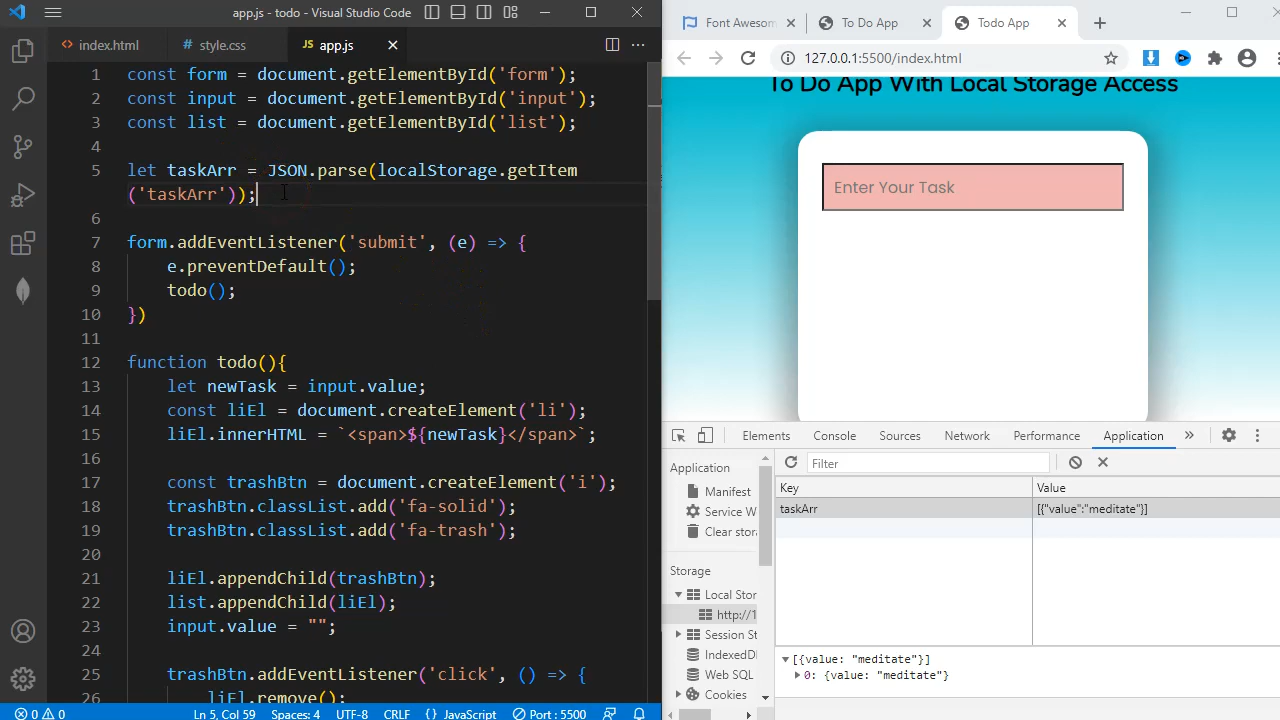 app.js - todo - Visual Studio Code
index.html
style.css
JS app.js
1 const form = document.getElementById('form');
2 const input = document.getElementById('input');
3 const list = document.getElementById('list');
4
5 let taskArr = JSON.parse(localStorage.getItem
('taskArr'));
6
7 form.addEventListener('submit', (e) => {
8 e.preventDefault();
9 todo();
10 })
11
12 function todo(){
13 let newTask = input.value;
14 const liEl = document.createElement('li');
15 liEl.innerHTML = `<span>${newTask}</span>`;
16
17 const trashBtn = document.createElement('i');
18 trashBtn.classList.add('fa-solid');
19 trashBtn.classList.add('fa-trash');
20
21 liEl.appendChild(trashBtn);
22 list.appendChild(liEl);
23 input.value = "";
24
25 trashBtn.addEventListener('click', () => {
26 liEl.remove();
0 0 Ln 5, Col 59 Spaces: 4 UTF-8 CRLF {} JavaScript Port : 5500
Font Awesom
To Do App
Todo App
127.0.0.1:5500/index.html
To Do App With Local Storage Access
Enter Your Task
Elements Console Sources Network Performance Application
Application
Manifest
Service W
Clear stora
Storage
Local Stor
http://1
Session St
IndexedDI
Web SQL
Cookies
Filter
Key Value
taskArr [{"value":"meditate"}]
[{value: "meditate"}]
0: {value: "meditate"}